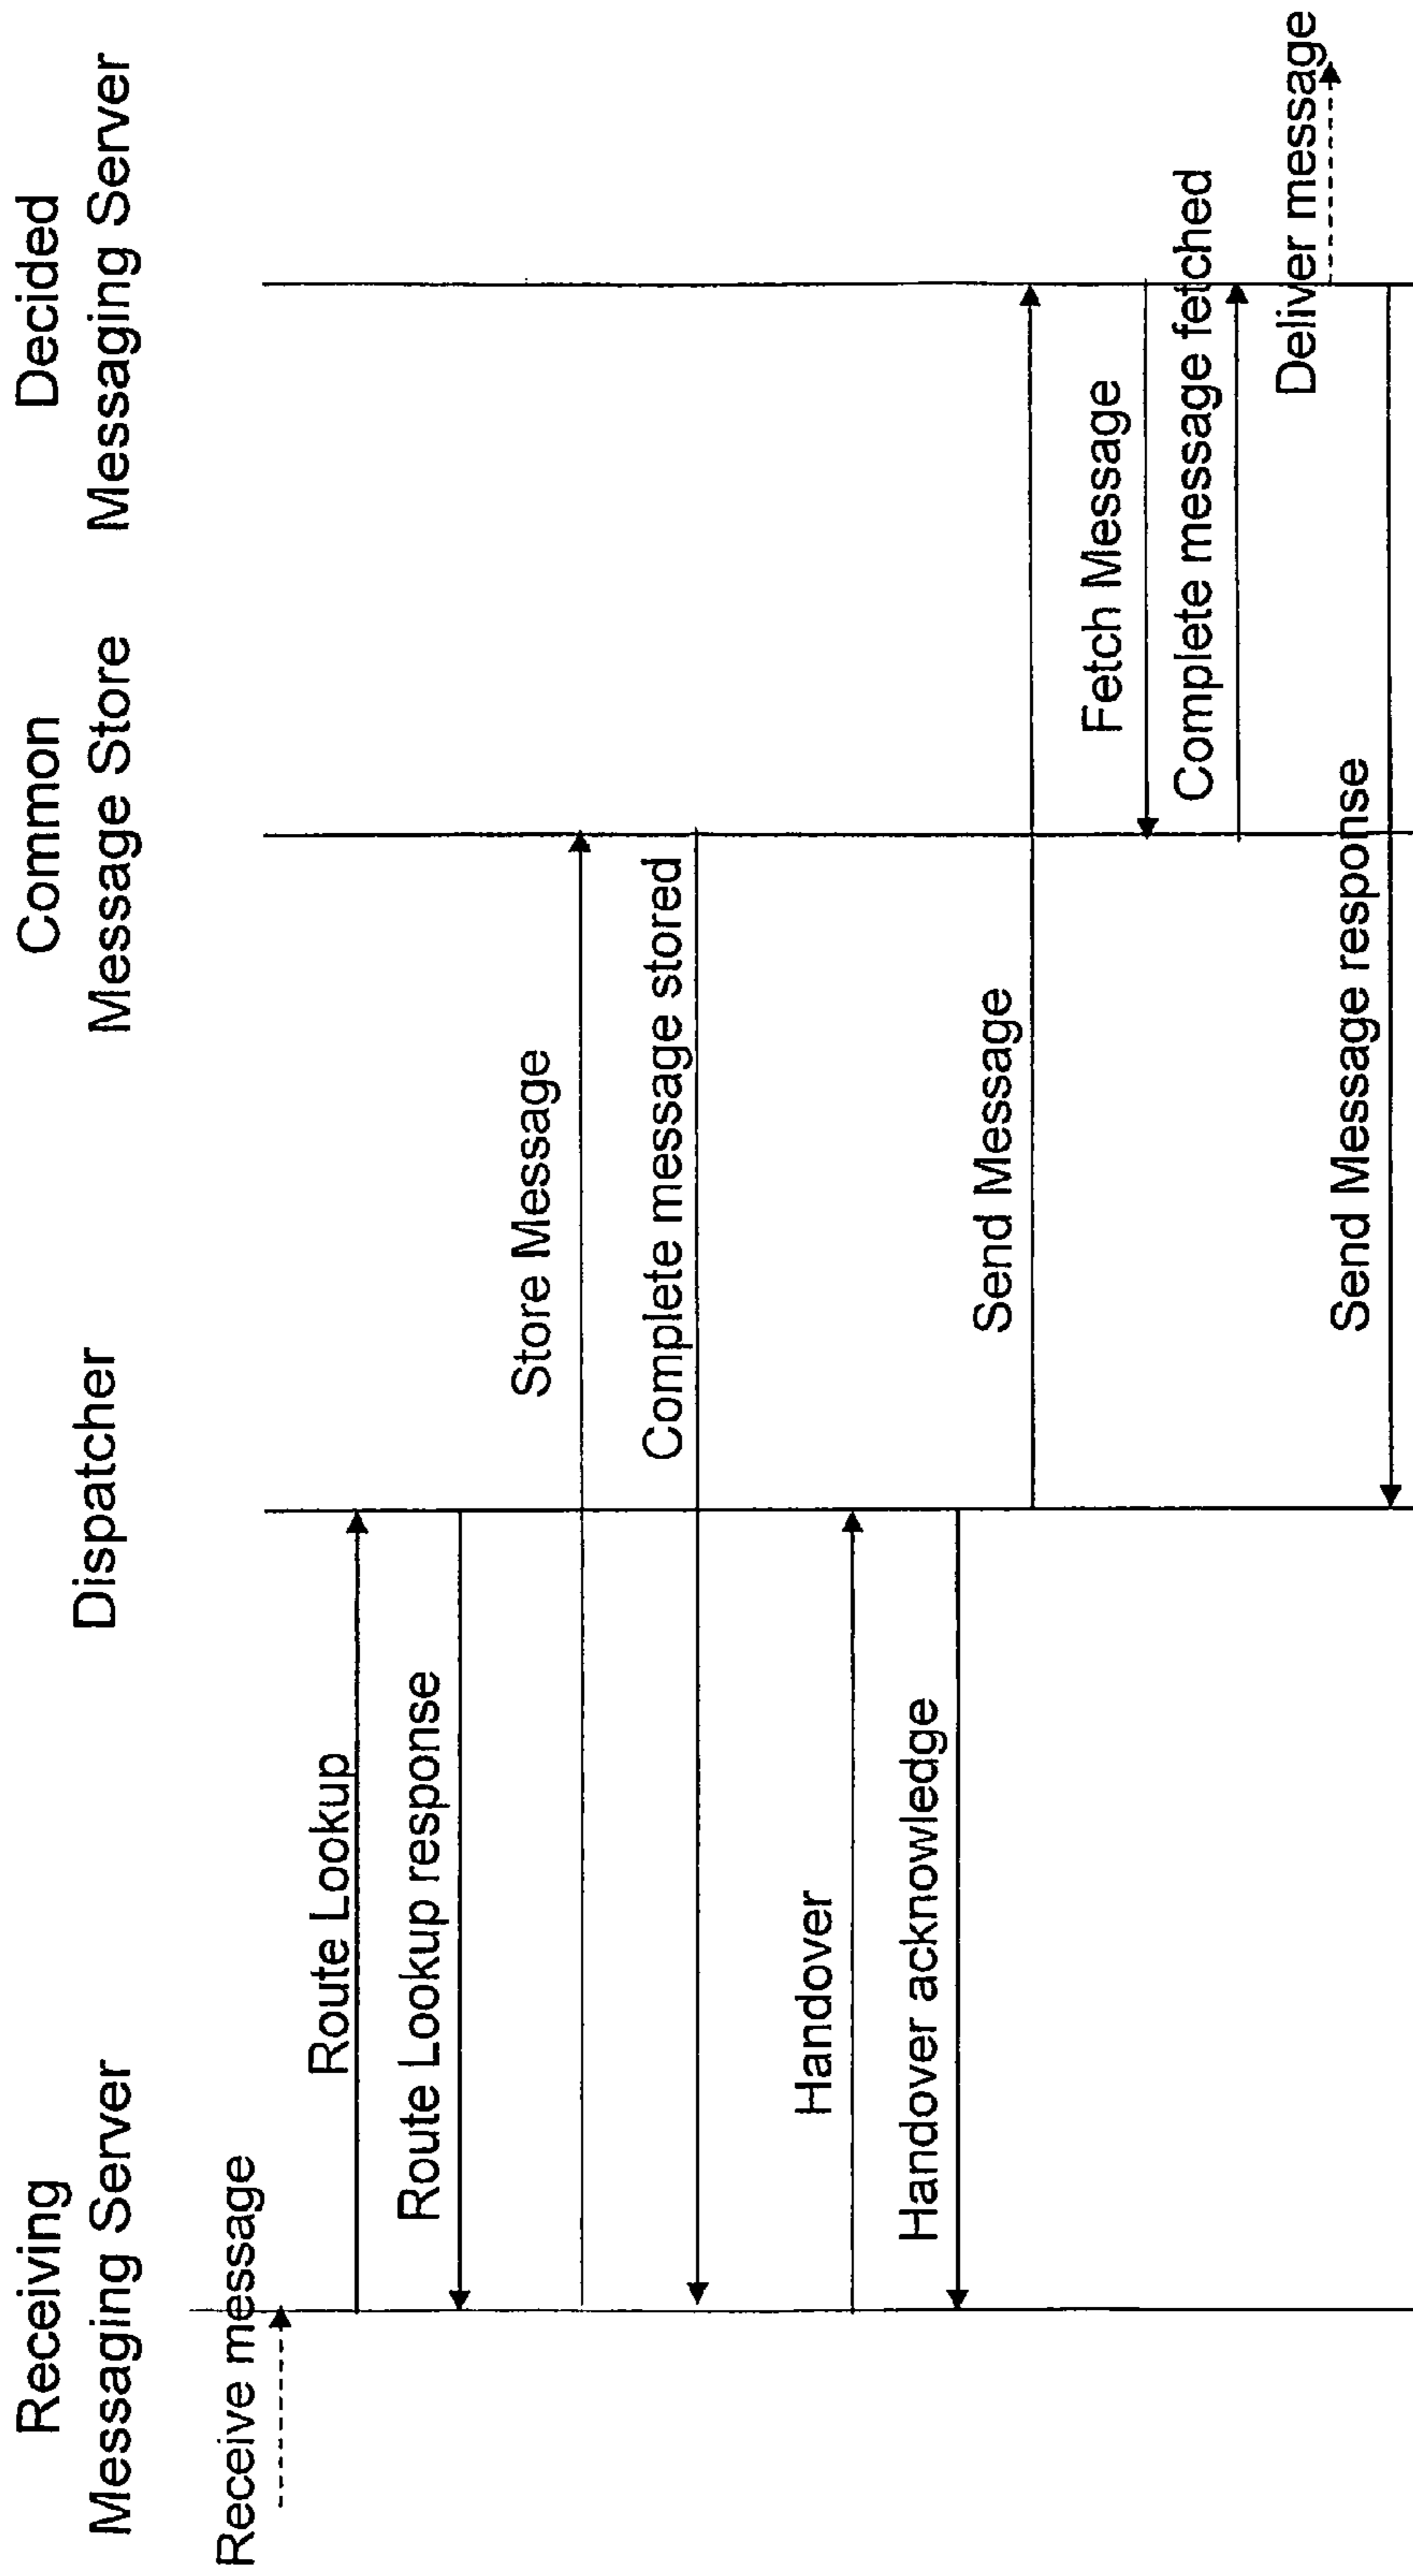 Receiving
Messaging Server
Dispatcher
Common
Message Store
Decided
Messaging Server
Receive message
Route Lookup
Route Lookup response
Store Message
Complete message stored
Handover
Handover acknowledge
Send Message
Fetch Message
Complete message fetched
Deliver message
Send Message response